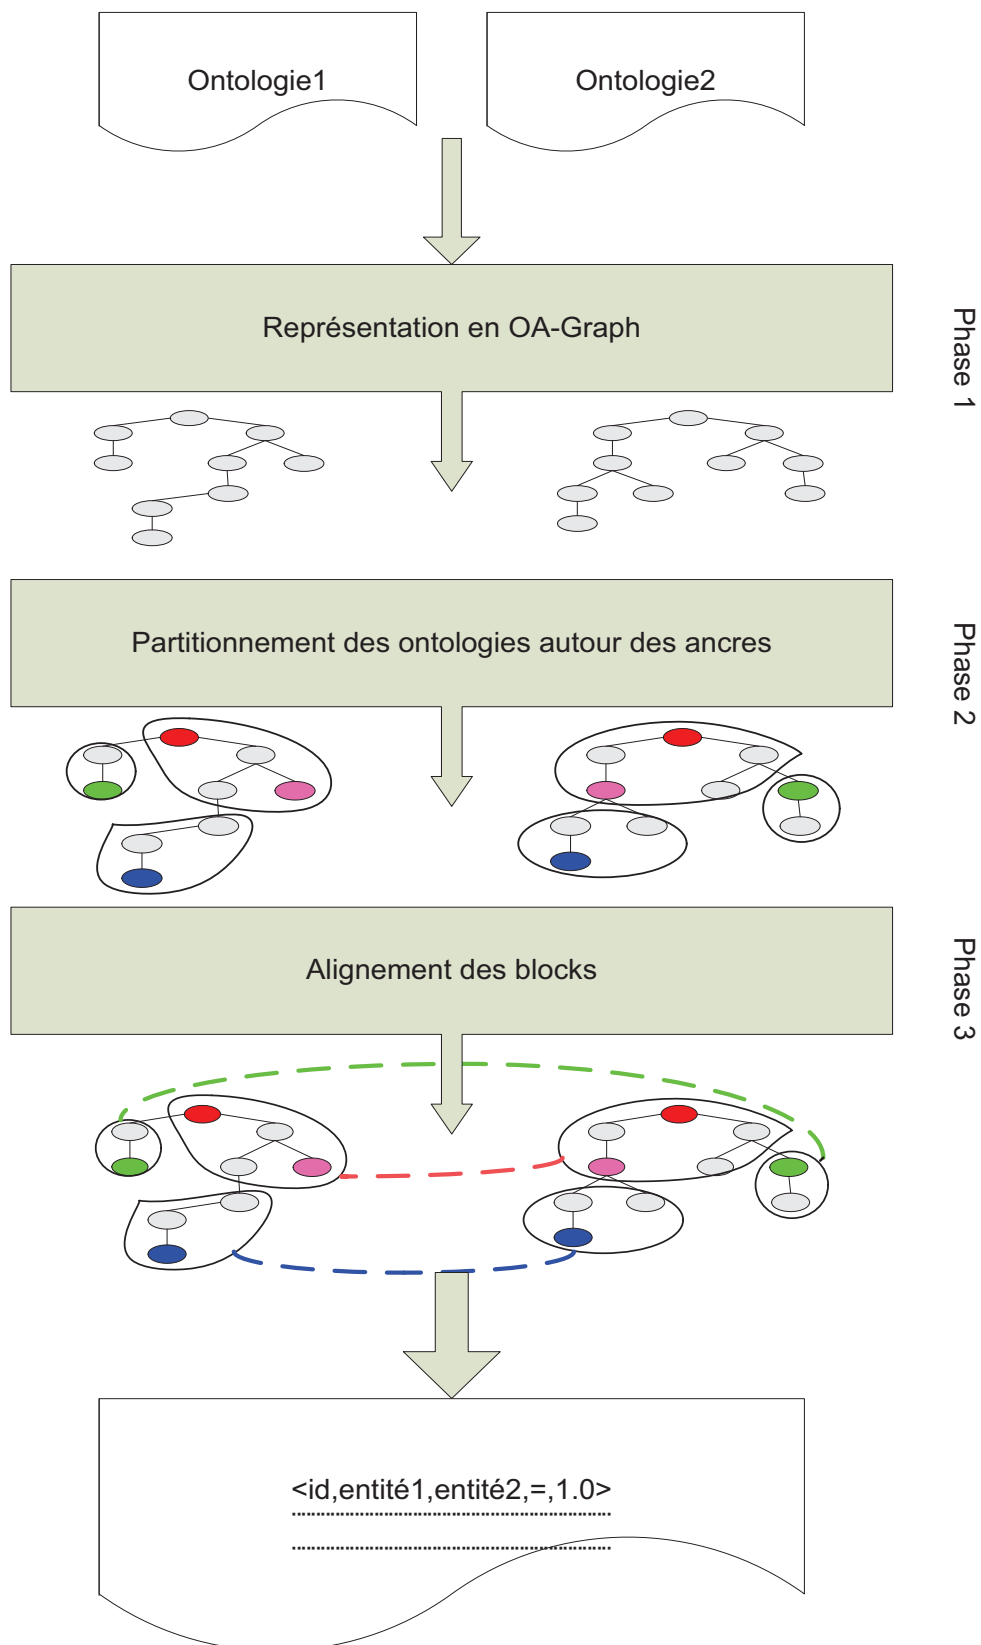 Ontologie1
Ontologie2
Représentation en OA-Graph
Phase 1
Partitionnement des ontologies autour des ancres
Phase 2
Alignement des blocks
Phase 3
<id,entité1,entité2,=,1.0>